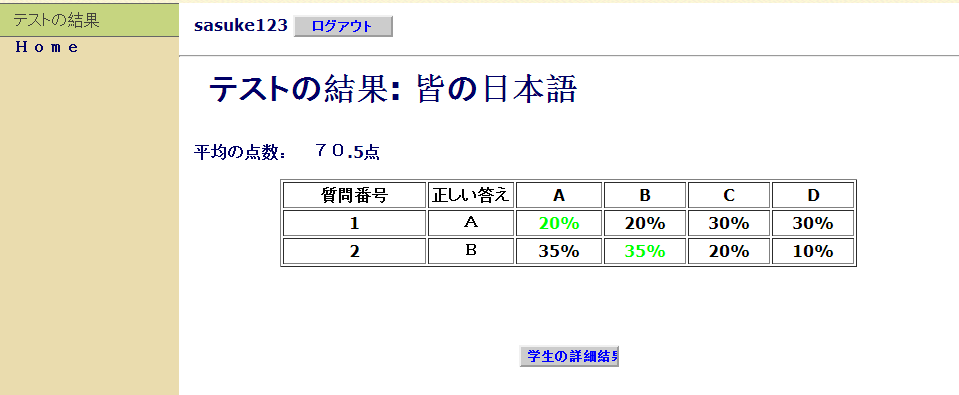 テストの結果
Ｈｏｍｅ
sasuke123 ログアウト
テストの結果: 皆の日本語
平均の点数：　７０.5点
質問番号 正しい答え A B C D
1 Ａ 20% 20% 30% 30%
2 Ｂ 35% 35% 20% 10%
学生の詳細結果